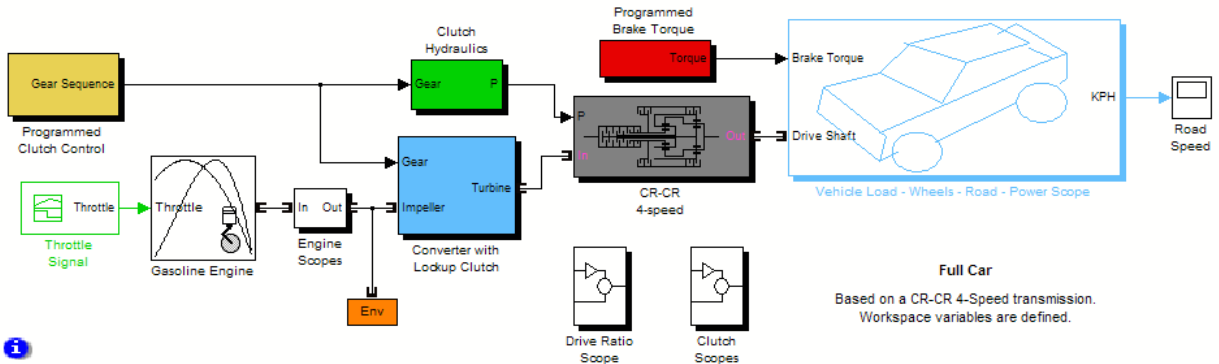 Programmed
Brake Torque
Clutch
Hydraulics
Gear Sequence
Gear
P
Torque
Brake Torque
KPH
Programmed
Clutch Control
P
In
Out
Drive Shaft
Road
Speed
Gear
Turbine
Impeller
CR-CR
4-speed
Vehicle Load - Wheels - Road - Power Scope
Throttle
Throttle
In
Out
Throttle
Signal
Gasoline Engine
Engine
Scopes
Converter with
Lockup Clutch
Env
Full Car
Based on a CR-CR 4-Speed transmission.
Workspace variables are defined.
Drive Ratio
Scope
Clutch
Scopes
i